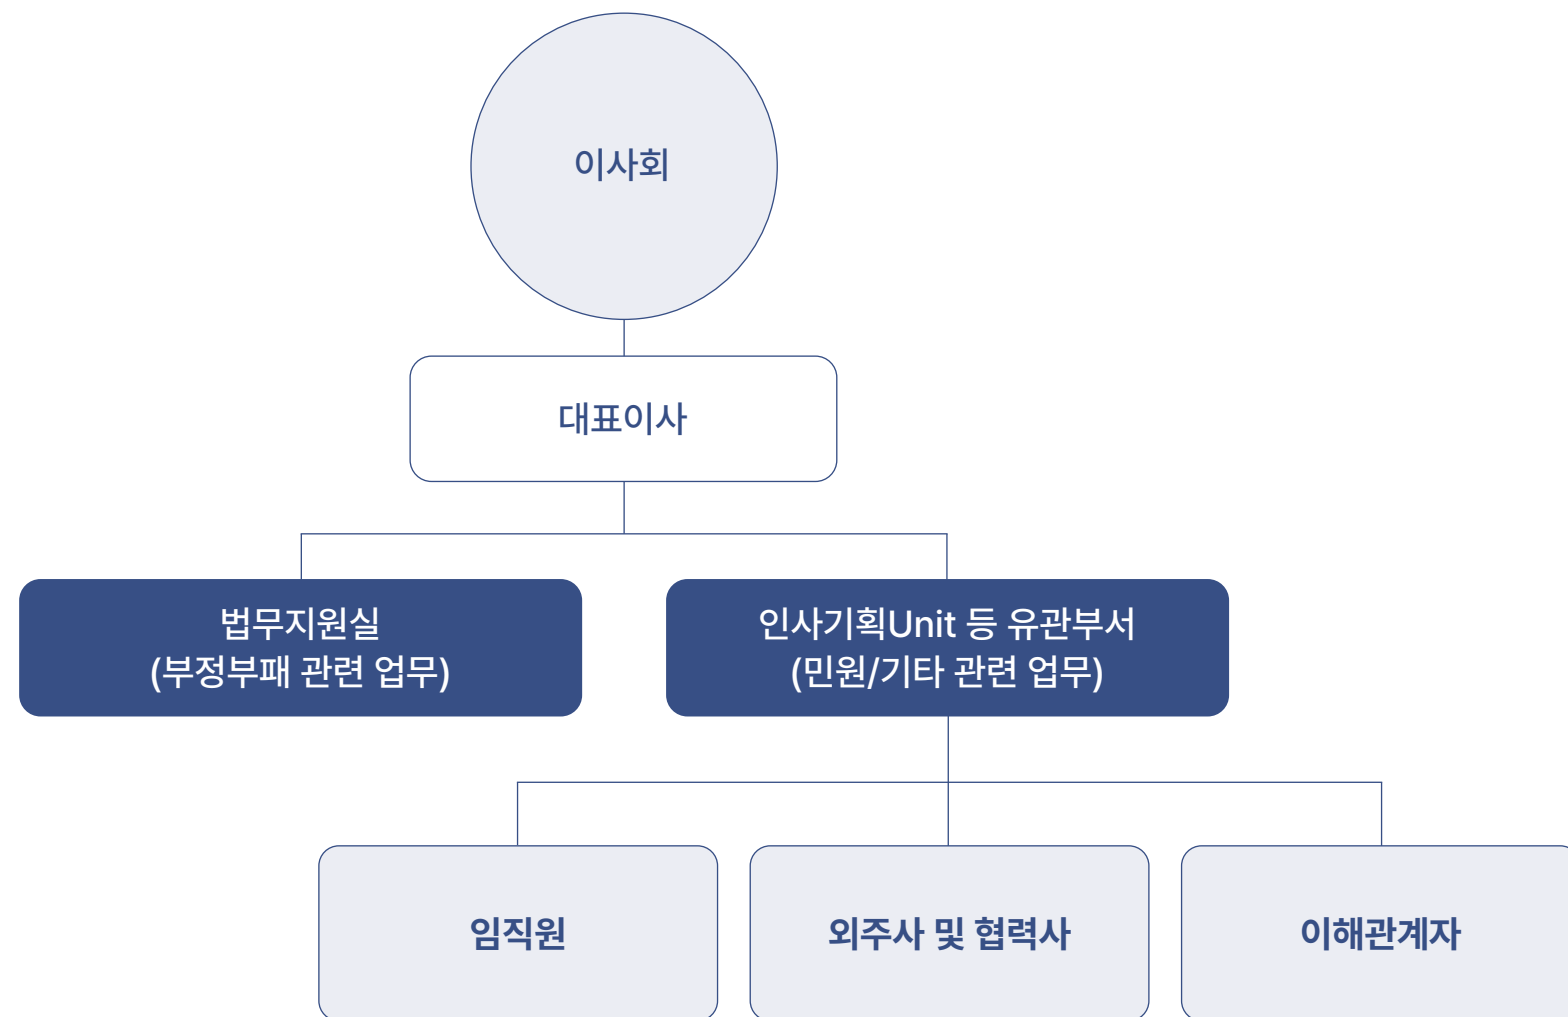 이사회
대표이사
법무지원실
(부정부패 관련 업무)
인사기획Unit 등 유관부서
(민원/기타 관련 업무)
임직원
외주사 및 협력사
이해관계자